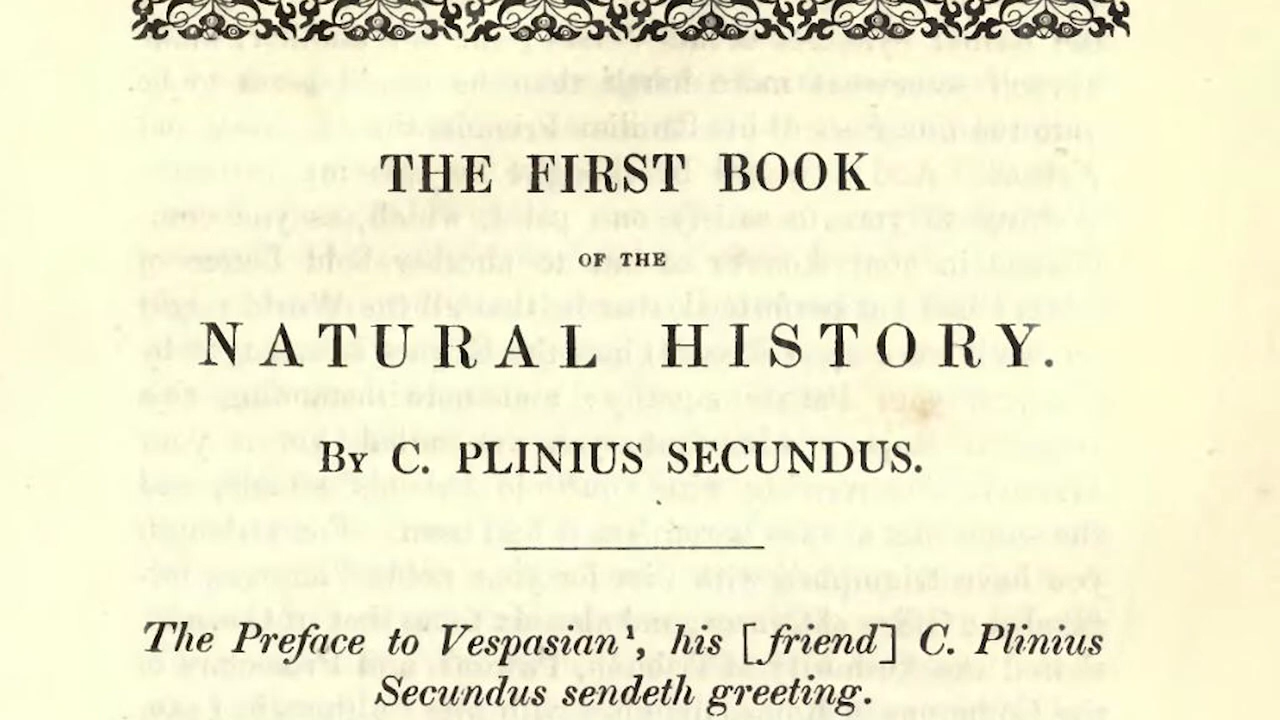 THE FIRST BOOK
OF THE
NATURAL HISTORY.
By C. PLINIUS SECUNDUS.
The Preface to Vespasian¹, his [friend] C. Plinius
Secundus sendeth greeting.